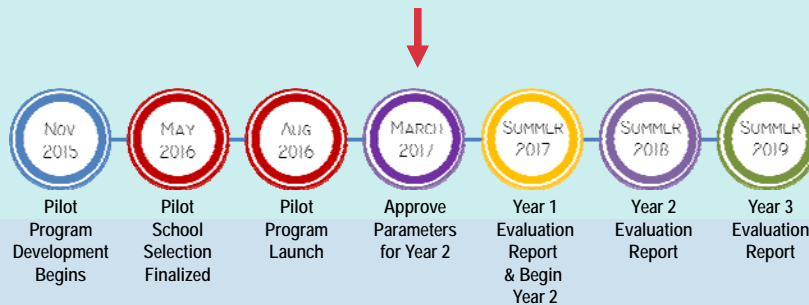 Nov
2015
May
2016
Aug
2016
March
2017
Summer
2017
Summer
2018
Summer
2019
Pilot
Program
Development
Begins
Pilot
School
Selection
Finalized
Pilot
Program
Launch
Approve
Parameters
for Year 2
Year 1
Evaluation
Report
& Begin
Year 2
Year 2
Evaluation
Report
Year 3
Evaluation
Report